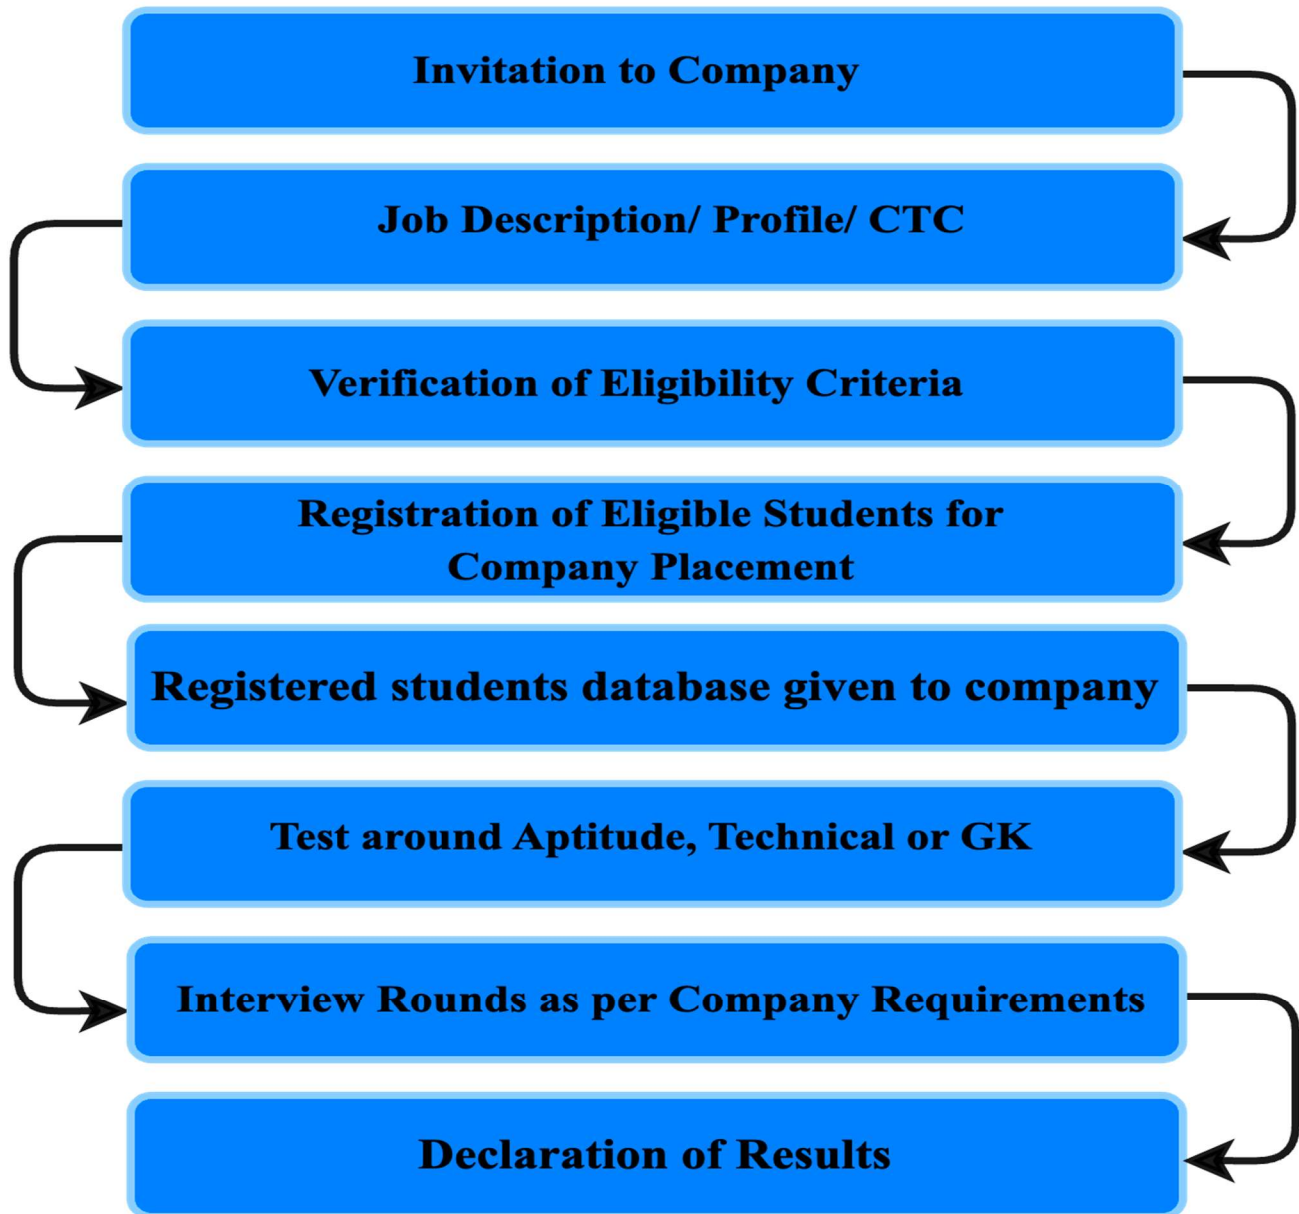 Invitation to Company
Job Description/ Profile/ CTC
Verification of Eligibility Criteria
Registration of Eligible Students for
Company Placement
Registered students database given to company
Test around Aptitude, Technical or GK
Interview Rounds as per Company Requirements
Declaration of Results